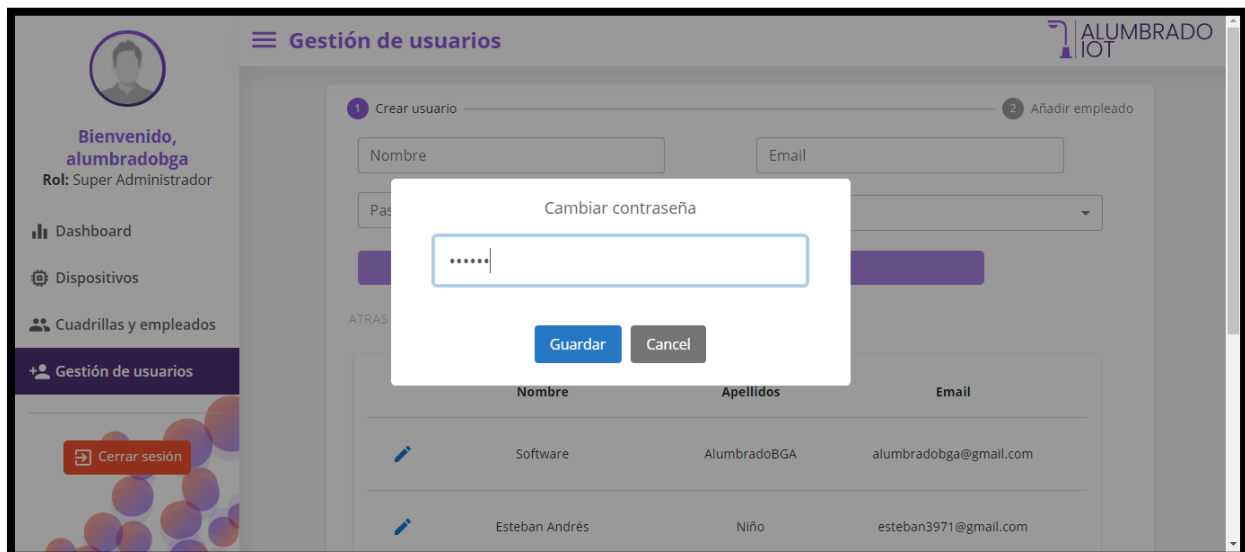 Gestión de usuarios
ALUMBRADO
IOT
Bienvenido,
alumbradobga
Rol: Super Administrador
Dashboard
Dispositivos
Cuadrillas y empleados
Gestión de usuarios
Cerrar sesión
1 Crear usuario
2 Añadir empleado
Nombre
Email
Pas
Cambiar contraseña
••••••
Guardar
Cancel
ATRAS
Nombre Apellidos Email
Software AlumbradoBGA alumbradobga@gmail.com
Esteban Andrés Niño esteban3971@gmail.com